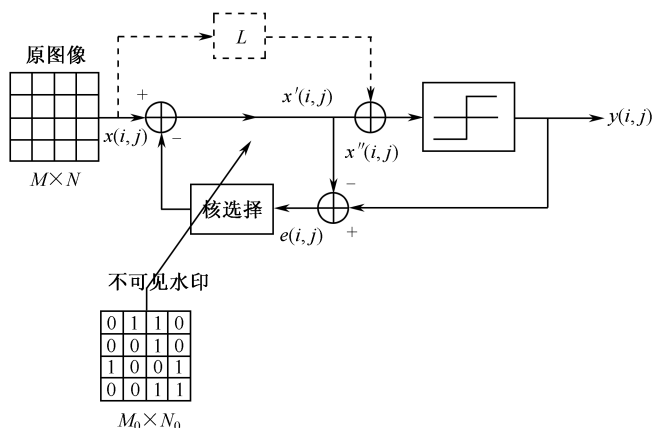 L
原图像
+
x(i, j)
−
M×N
x′(i, j)
x″(i, j)
y(i, j)
−
+
核选择
e(i, j)
不可见水印
0 1 1 0
0 0 1 0
1 0 0 1
0 0 1 1
M₀×N₀